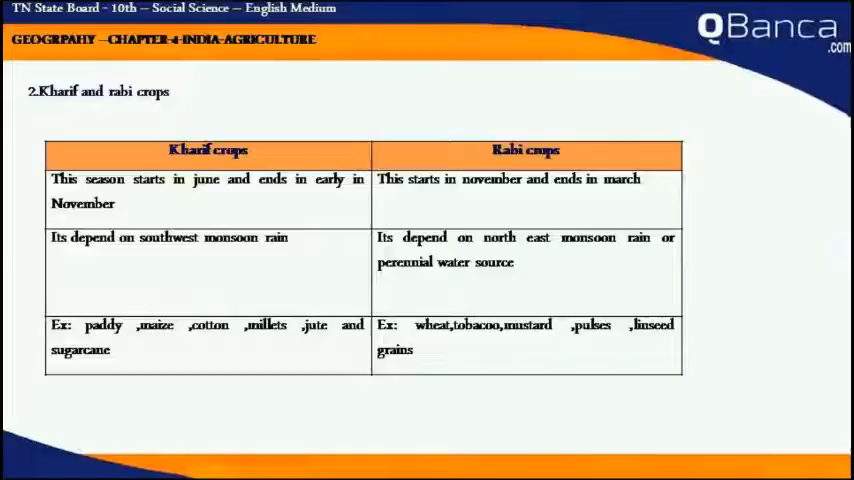 TN State Board - 10th – Social Science – English Medium
GEOGRPAHY – CHAPTER 4 INDIA-AGRICULTURE
QBanca
.com
2.Kharif and rabi crops
Kharif crops
Rabi crops
This season starts in june and ends in early in
November
This starts in november and ends in march
Its depend on southwest monsoon rain
Its depend on north east monsoon rain or
perennial water source
Ex: paddy ,maize ,cotton ,millets ,jute and
sugarcane
Ex: wheat,tobacoo,mustard ,pulses ,linseed
grains